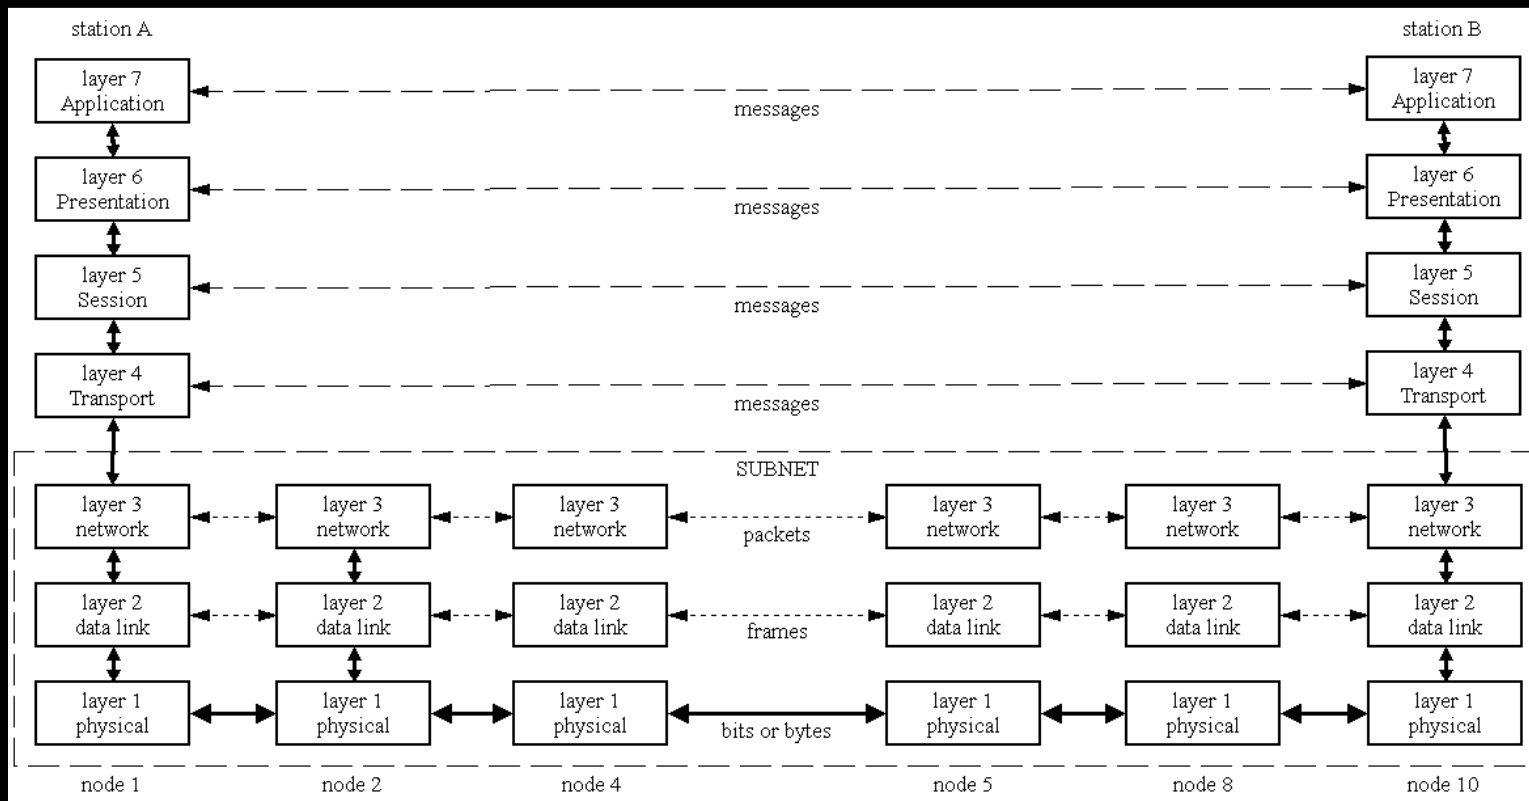 station A
station B
layer 7
Application
messages
layer 7
Application
layer 6
Presentation
messages
layer 6
Presentation
layer 5
Session
messages
layer 5
Session
layer 4
Transport
messages
layer 4
Transport
SUBNET
layer 3
network
layer 3
network
layer 3
network
packets
layer 3
network
layer 3
network
layer 3
network
layer 2
data link
layer 2
data link
layer 2
data link
frames
layer 2
data link
layer 2
data link
layer 2
data link
layer 1
physical
layer 1
physical
layer 1
physical
bits or bytes
layer 1
physical
layer 1
physical
layer 1
physical
node 1
node 2
node 4
node 5
node 8
node 10